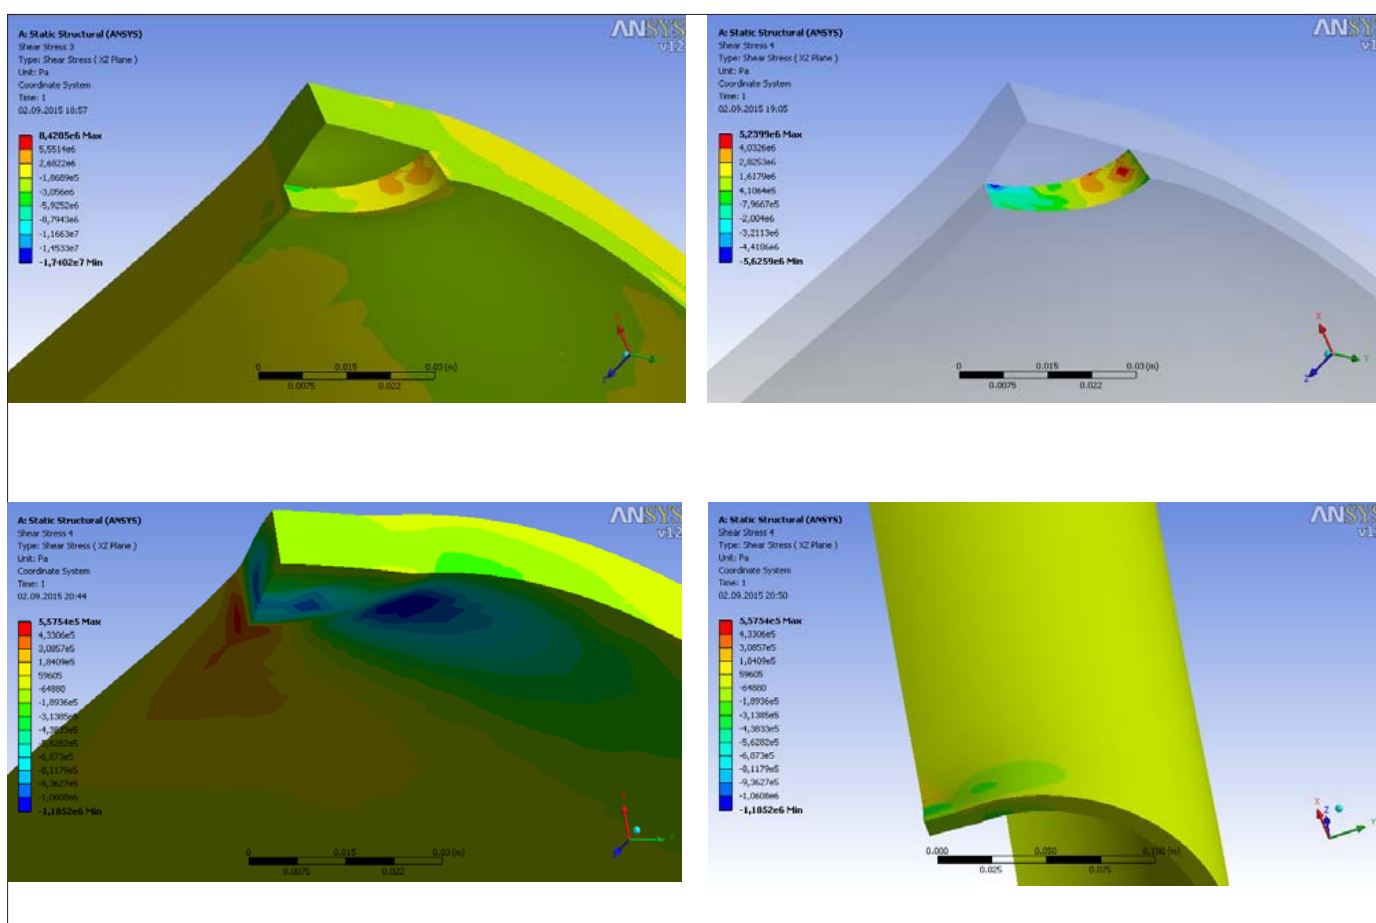 ANSYS
v12
A: Static Structural (ANSYS)
Shear Stress 3
Type: Shear Stress ( XZ Plane )
Unit: Pa
Coordinate System
Time: 1
02.09.2015 18:57
8,4205e6 Max
5,5514e6
2,6822e6
-1,8689e5
-3,056e6
-5,9252e6
-8,7943e6
-1,1663e7
-1,4533e7
-1,7402e7 Min
X
Z
0 0.015 0.03 (m)
0.0075 0.022
ANSYS
A: Static Structural (ANSYS)
Shear Stress 4
Type: Shear Stress ( XZ Plane )
Unit: Pa
Coordinate System
Time: 1
02.09.2015 19:05
5,2399e6 Max
4,0326e6
2,8253e6
1,6179e6
4,1064e5
-7,9667e5
-2,004e6
-3,2113e6
-4,4186e6
-5,6259e6 Min
X
Y
Z
0 0.015 0.03 (m)
0.0075 0.022
ANSYS
v12
A: Static Structural (ANSYS)
Shear Stress 4
Type: Shear Stress ( XZ Plane )
Unit: Pa
Coordinate System
Time: 1
02.09.2015 20:44
5,5754e5 Max
4,3306e5
3,0857e5
1,8409e5
59605
-64880
-1,8936e5
-3,1385e5
-4,3833e5
-5,6282e5
-6,873e5
-8,1179e5
-9,3627e5
-1,0608e6
-1,1852e6 Min
Y
0 0.015 0.03 (m)
0.0075 0.022
ANSYS
A: Static Structural (ANSYS)
Shear Stress 4
Type: Shear Stress ( XZ Plane )
Unit: Pa
Coordinate System
Time: 1
02.09.2015 20:50
5,5754e5 Max
4,3306e5
3,0857e5
1,8409e5
59605
-64880
-1,8936e5
-3,1385e5
-4,3833e5
-5,6282e5
-6,873e5
-8,1179e5
-9,3627e5
-1,0608e6
-1,1852e6 Min
X
Z
Y
0.000 0.050 0.100 (m)
0.025 0.075